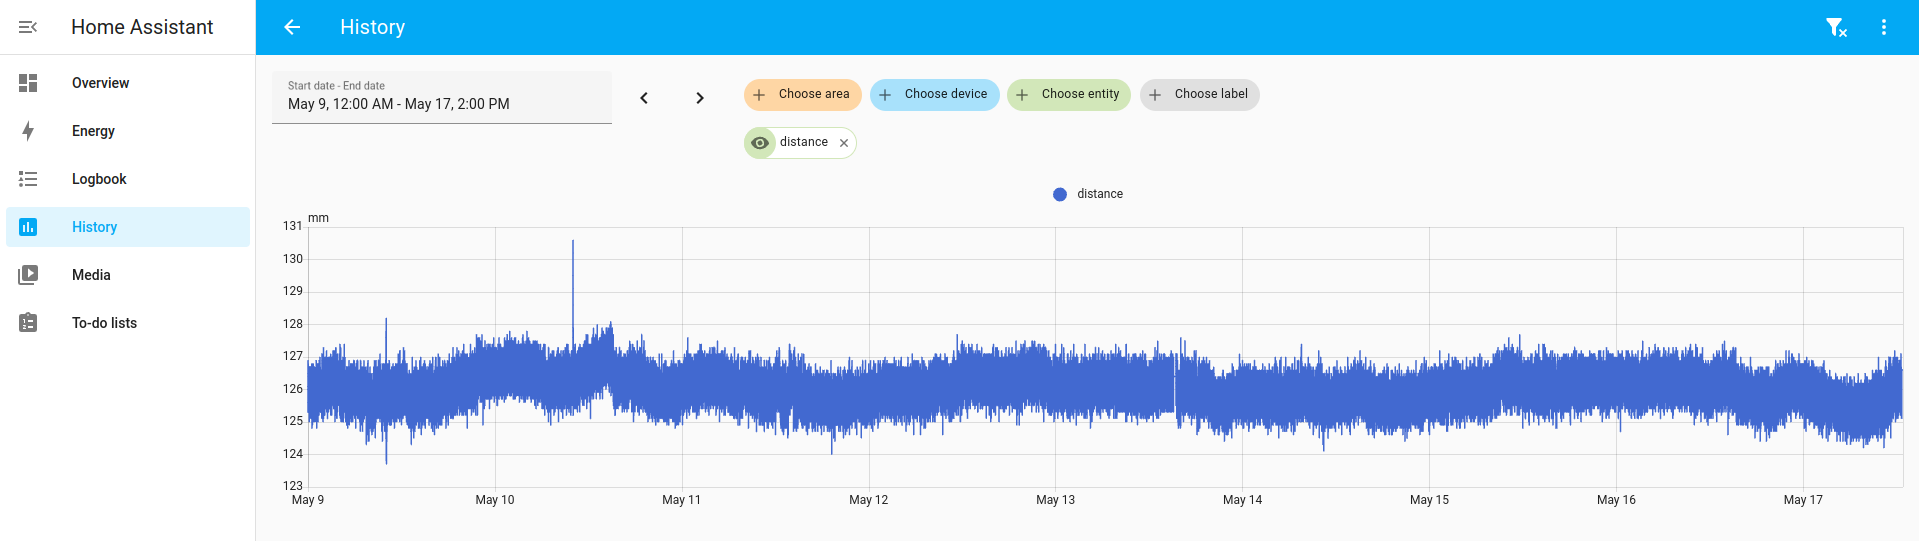 Home Assistant
History
Overview
Energy
Logbook
History
Media
To-do lists
Start date - End date
May 9, 12:00 AM - May 17, 2:00 PM
Choose area
Choose device
Choose entity
Choose label
distance
distance
mm
131
130
129
128
127
126
125
124
123
May 9 May 10 May 11 May 12 May 13 May 14 May 15 May 16 May 17